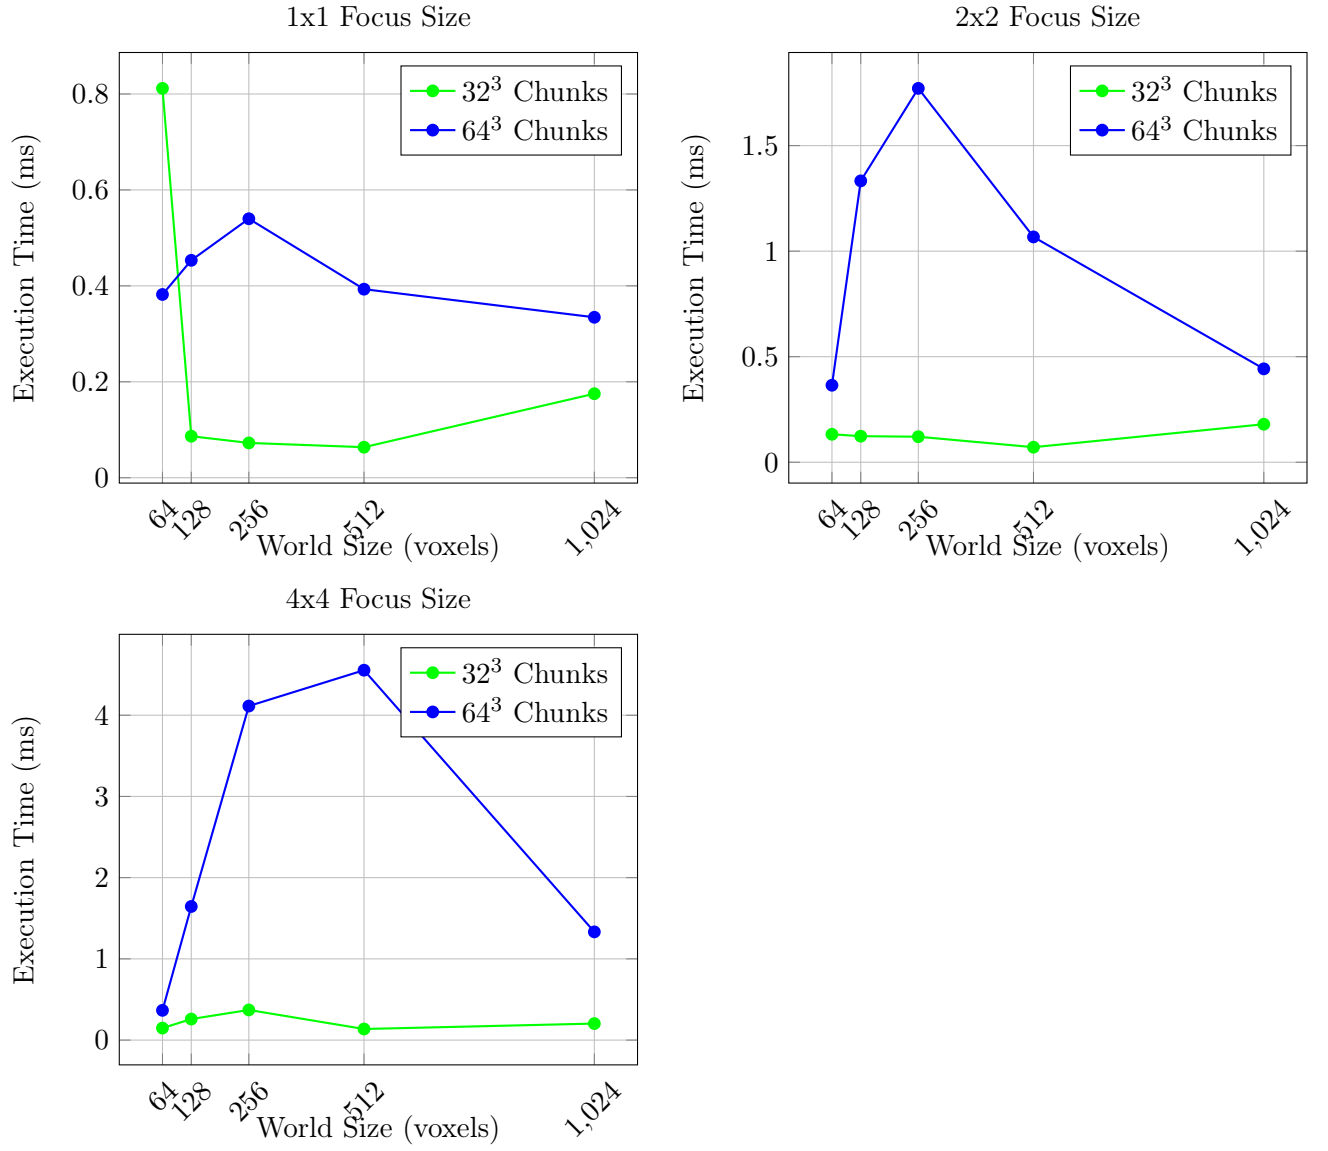 1x1 Focus Size
Execution Time (ms)
0.8
0.6
0.4
0.2
0
32³ Chunks
64³ Chunks
64
128
256
512
1,024
World Size (voxels)
2x2 Focus Size
Execution Time (ms)
1.5
1
0.5
0
32³ Chunks
64³ Chunks
64
128
256
512
1,024
World Size (voxels)
4x4 Focus Size
Execution Time (ms)
4
3
2
1
0
32³ Chunks
64³ Chunks
64
128
256
512
1,024
World Size (voxels)